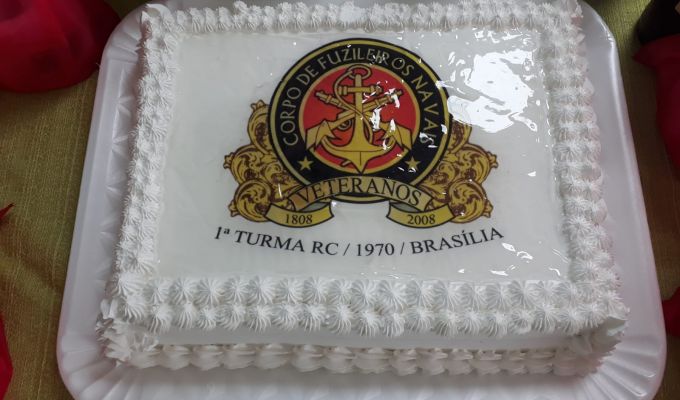 CORPO DE FUZILEIROS NAVAIS
VETERANOS
1808 2008
1ª TURMA RC / 1970 / BRASÍLIA